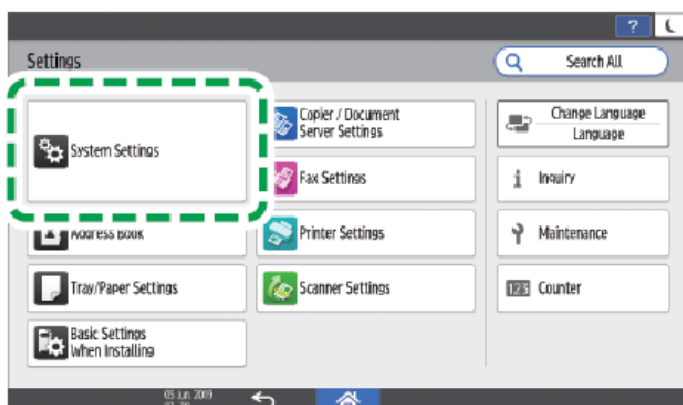 ?
Settings
Search All
System Settings
Copier / Document
Server Settings
Change Language
Language
Fax Settings
Inquiry
Address Book
Printer Settings
Maintenance
Tray/Paper Settings
Scanner Settings
123 Counter
Basic Settings
When Installing
05 Jun. 2019